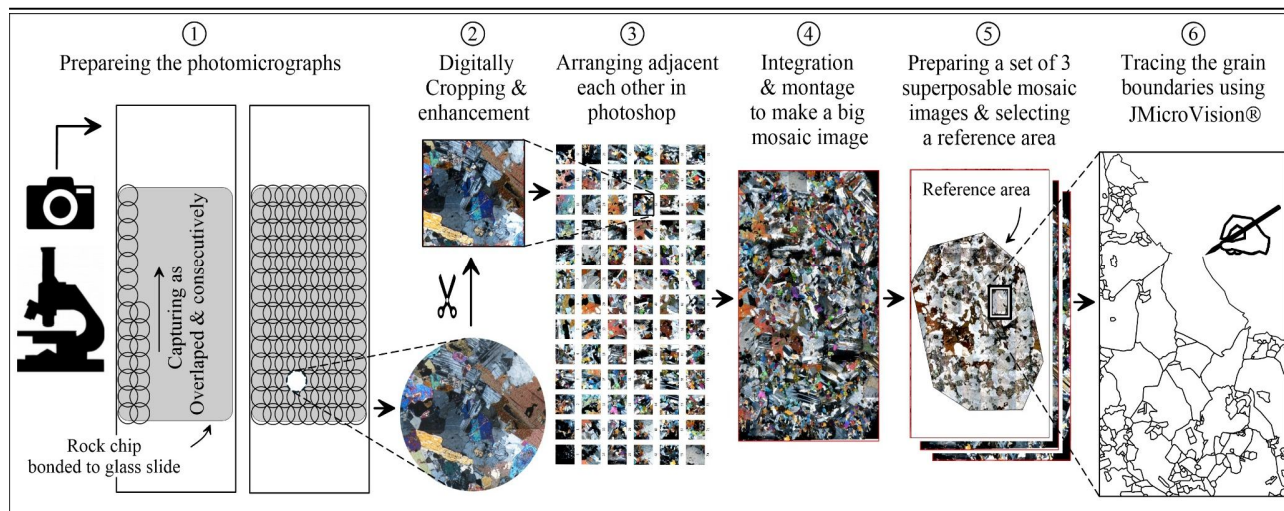 ①
Prepareing the photomicrographs
Capturing as
Overlaped & consecutively
Rock chip
bonded to glass slide
②
Digitally
Cropping &
enhancement
③
Arranging adjacent
each other in
photoshop
④
Integration
& montage
to make a big
mosaic image
⑤
Preparing a set of 3
superposable mosaic
images & selecting
a reference area
Reference area
⑥
Tracing the grain
boundaries using
JMicroVision®